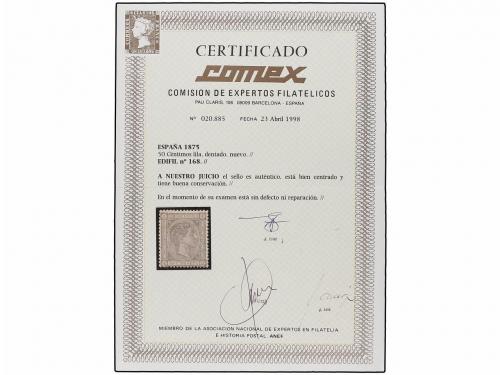 CERTIFICADO
comex
COMISION DE EXPERTOS FILATELICOS
PAU CLARIS, 106 08009 BARCELONA - ESPAÑA
Nº 020.885 FECHA 23 Abril 1998
ESPAÑA 1875
50 Céntimos lila, dentado, nuevo. //
EDIFIL nº 168. //
A NUESTRO JUICIO el sello es auténtico, está bien centrado y
tiene buena conservación. //
En el momento de su examen está sin defecto ni reparación. //
MIEMBRO DE LA ASOCIACION NACIONAL DE EXPERTOS EN FILATELIA
E HISTORIA POSTAL. ANEF